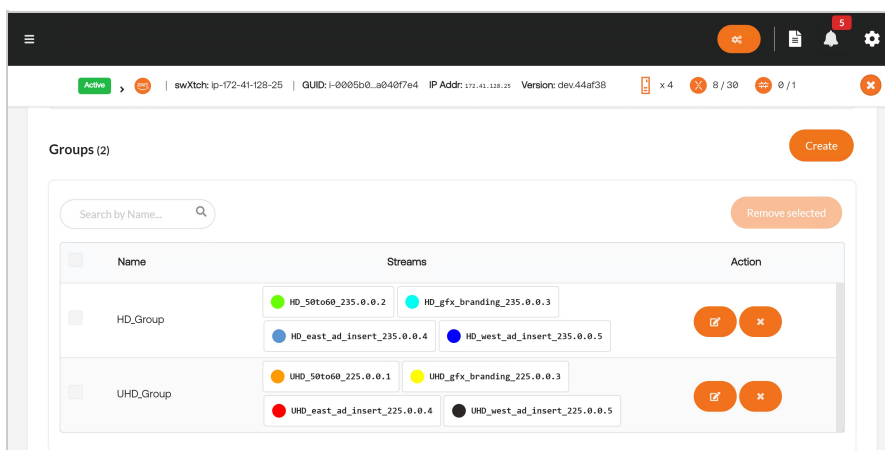 5
Active swXtch: ip-172-41-128-25 | GUID: i-0005b0...a040f7e4 IP Addr: 172.41.128.25 Version: dev.44af38 x 4 8 / 30 0 / 1
Groups (2)
Create
Search by Name...
Remove selected
Name Streams Action
HD_50to60_235.0.0.2 HD_gfx_branding_235.0.0.3
HD_Group
HD_east_ad_insert_235.0.0.4 HD_west_ad_insert_235.0.0.5
UHD_50to60_225.0.0.1 UHD_gfx_branding_225.0.0.3
UHD_Group
UHD_east_ad_insert_225.0.0.4 UHD_west_ad_insert_225.0.0.5